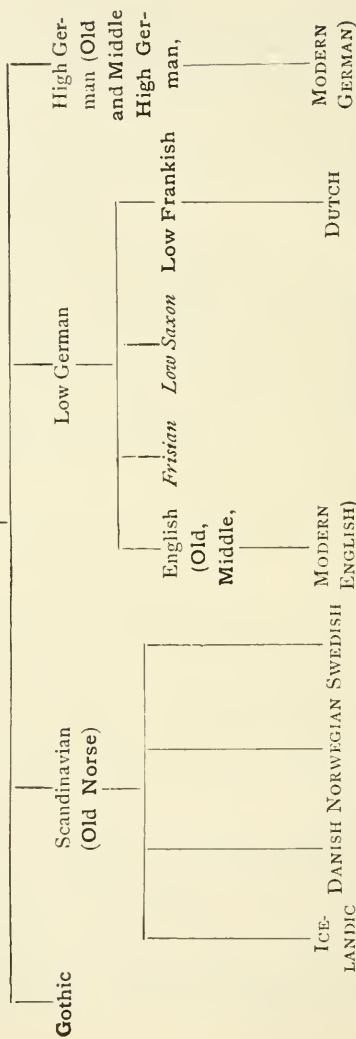 Gothic
Scandinavian
(Old Norse)
Low German
High Ger-
man (Old
and Middle
High Ger-
man,
English
(Old,
Middle,
Frisian
Low Saxon
Low Frankish
ICE-
LANDIC
DANISH
NORWEGIAN
SWEDISH
MODERN
ENGLISH)
DUTCH
MODERN
GERMAN)